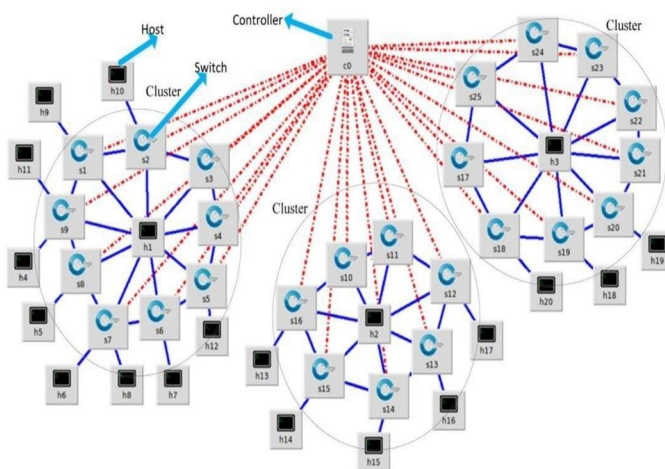 Controller
Cluster
Host
s24
s23
c0
h10
Cluster
Switch
s25
s22
h9
s2
h3
s1
s3
s17
s21
h11
Cluster
s20
s9
h1
s4
s11
s18
s19
h19
s10
h4
s8
s5
s12
h20
h18
s16
h5
s7
s6
h2
h12
s13
h17
s15
h13
h6
h8
h7
s14
h16
h14
h15